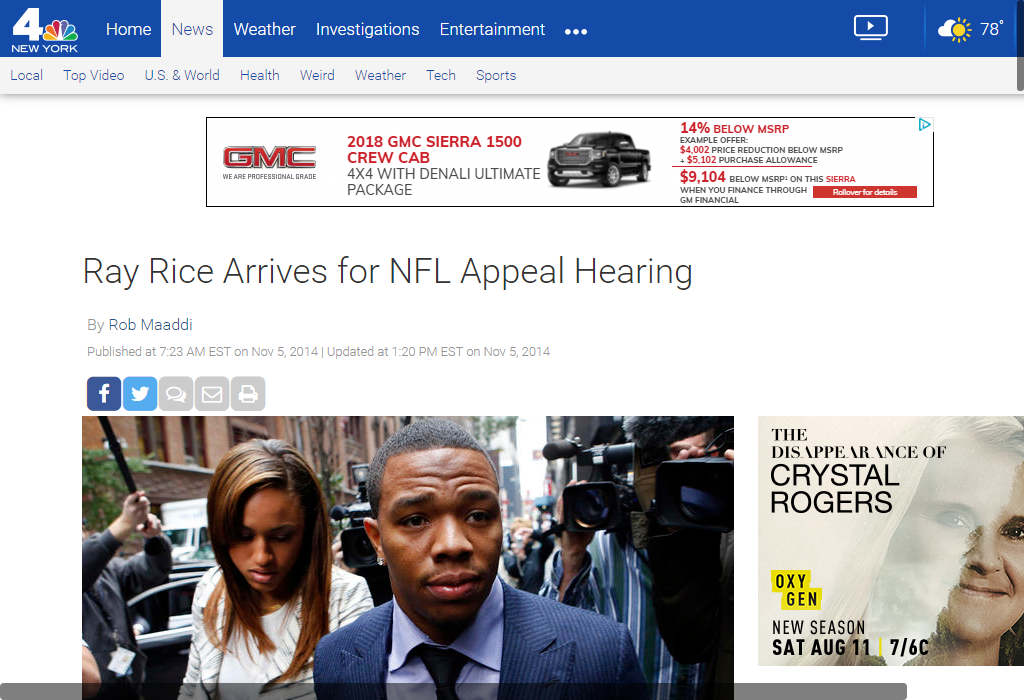 4
NEW YORK
Home
News
Weather
Investigations
Entertainment
78°
Local
Top Video
U.S. & World
Health
Weird
Weather
Tech
Sports
GMC
WE ARE PROFESSIONAL GRADE
2018 GMC SIERRA 1500
CREW CAB
4X4 WITH DENALI ULTIMATE
PACKAGE
14% BELOW MSRP
EXAMPLE OFFER:
$4,002 PRICE REDUCTION BELOW MSRP
+ $5,102 PURCHASE ALLOWANCE
$9,104 BELOW MSRP¹ ON THIS SIERRA
WHEN YOU FINANCE THROUGH
GM FINANCIAL
Rollover for details
Ray Rice Arrives for NFL Appeal Hearing
By Rob Maaddi
Published at 7:23 AM EST on Nov 5, 2014 | Updated at 1:20 PM EST on Nov 5, 2014
THE
DISAPPEARANCE OF
CRYSTAL
ROGERS
OXY
GEN
NEW SEASON
SAT AUG 11 | 7/6C